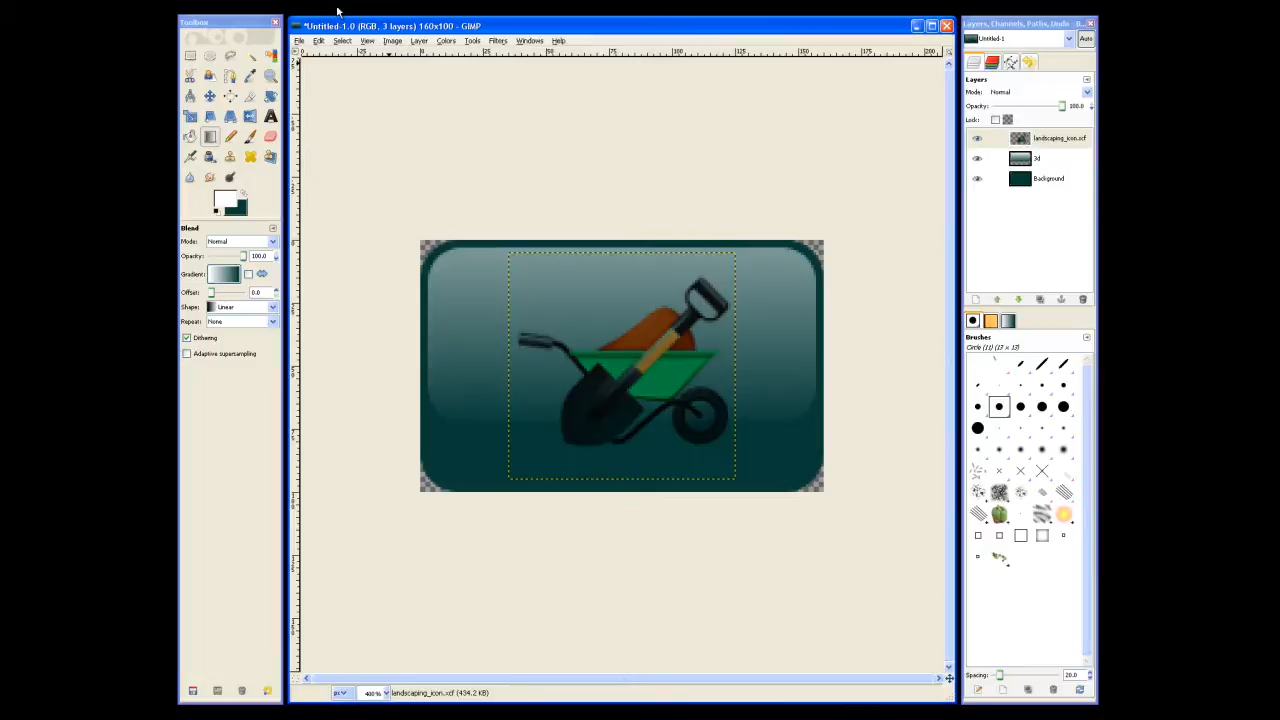 Toolbox
*Untitled-1.0 (RGB, 3 layers) 160x100 - GIMP
Layers, Channels, Paths, Undo - B...
File Edit Select View Image Layer Colors Tools Filters Windows Help
Untitled-1
Auto
Layers
Mode: Normal
Opacity: 100.0
Lock:
landscaping_icon.xcf
3d
Background
Blend
Mode: Normal
Opacity: 100.0
Gradient:
Offset: 0.0
Shape: Linear
Repeat: None
Dithering
Adaptive supersampling
Brushes
Circle (11) (13 × 13)
Spacing: 20.0
px 400% landscaping_icon.xcf (434.2 KB)